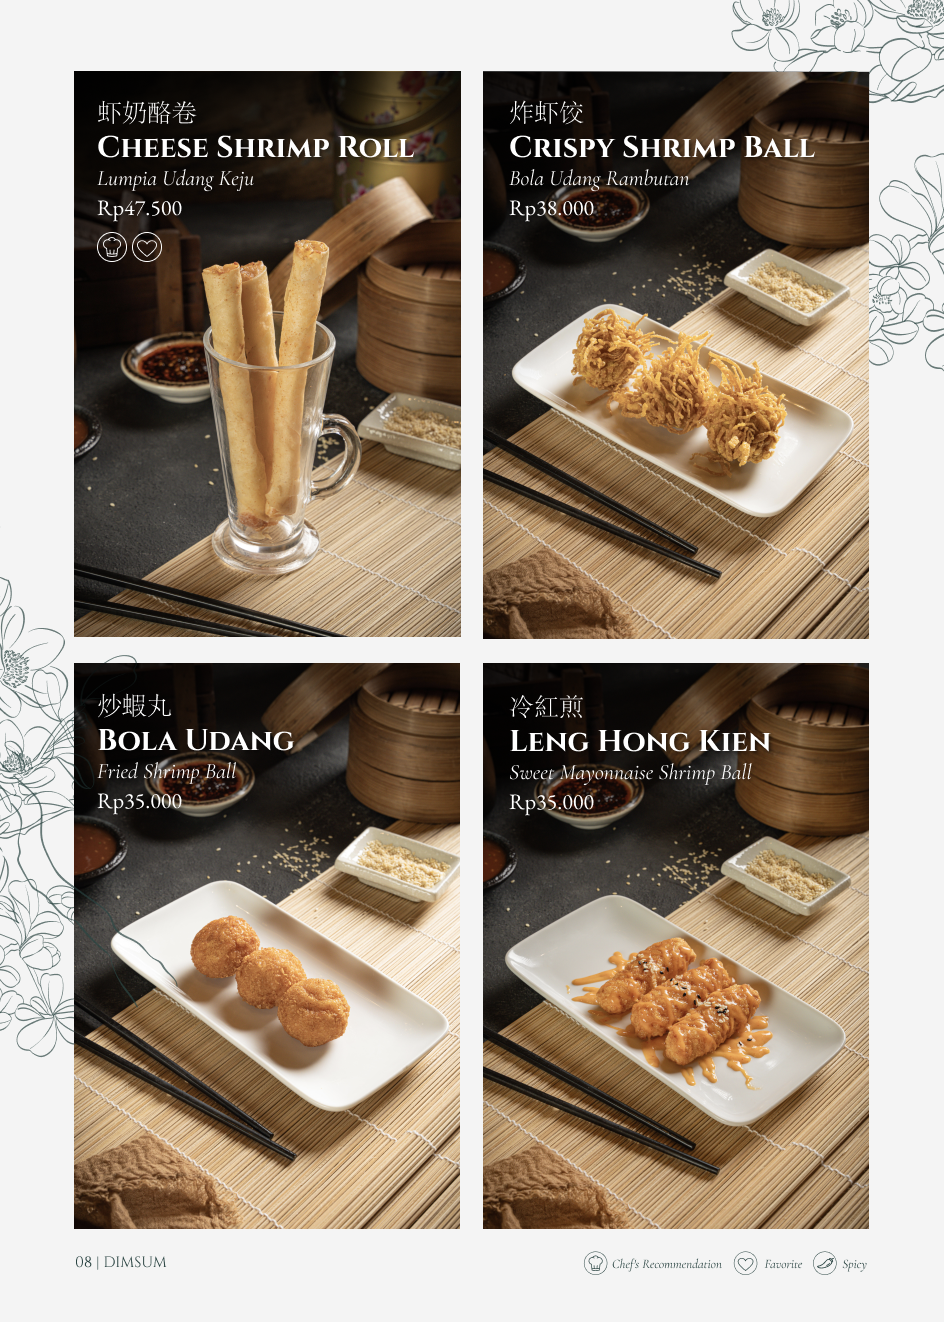 虾奶酪卷
Cheese Shrimp Roll
Lumpia Udang Keju
Rp47.500
炸虾饺
Crispy Shrimp Ball
Bola Udang Rambutan
Rp38.000
炒蝦丸
Bola Udang
Fried Shrimp Ball
Rp35.000
冷紅煎
Leng Hong Kien
Sweet Mayonnaise Shrimp Ball
Rp35.000
08 | DIMSUM
Chef's Recommendation Favorite Spicy